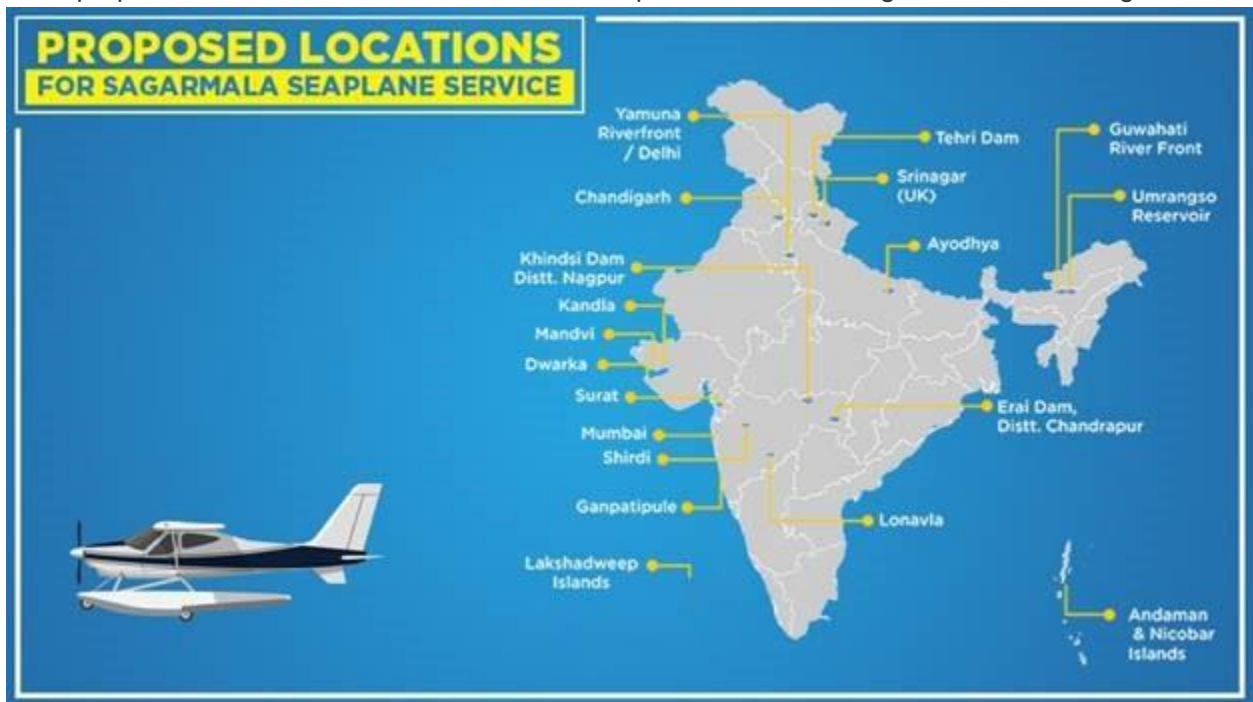 PROPOSED LOCATIONS
FOR SAGARMALA SEAPLANE SERVICE
Yamuna
Riverfront
/ Delhi
Tehri Dam
Guwahati
River Front
Srinagar
(UK)
Chandigarh
Umrangso
Reservoir
Ayodhya
Khindsi Dam
Distt. Nagpur
Kandla
Mandvi
Dwarka
Surat
Erai Dam,
Distt. Chandrapur
Mumbai
Shirdi
Ganpatipule
Lonavla
Lakshadweep
Islands
Andaman
& Nicobar
Islands